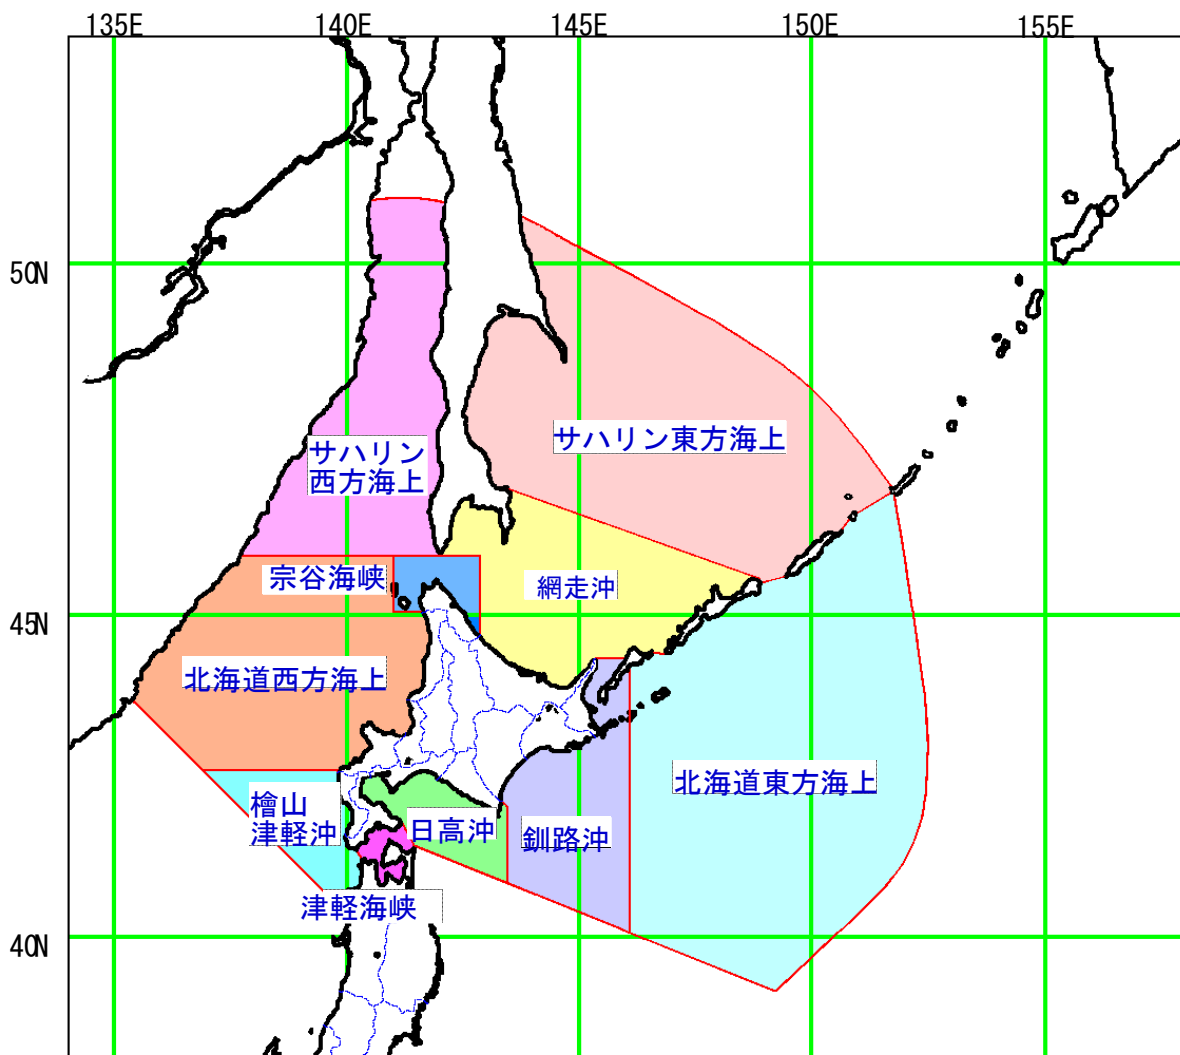 135E 140E 145E 150E 155E
50N
サハリン
西方海上
サハリン東方海上
宗谷海峡
網走沖
45N
北海道西方海上
北海道東方海上
檜山
津軽沖
日高沖
釧路沖
津軽海峡
40N